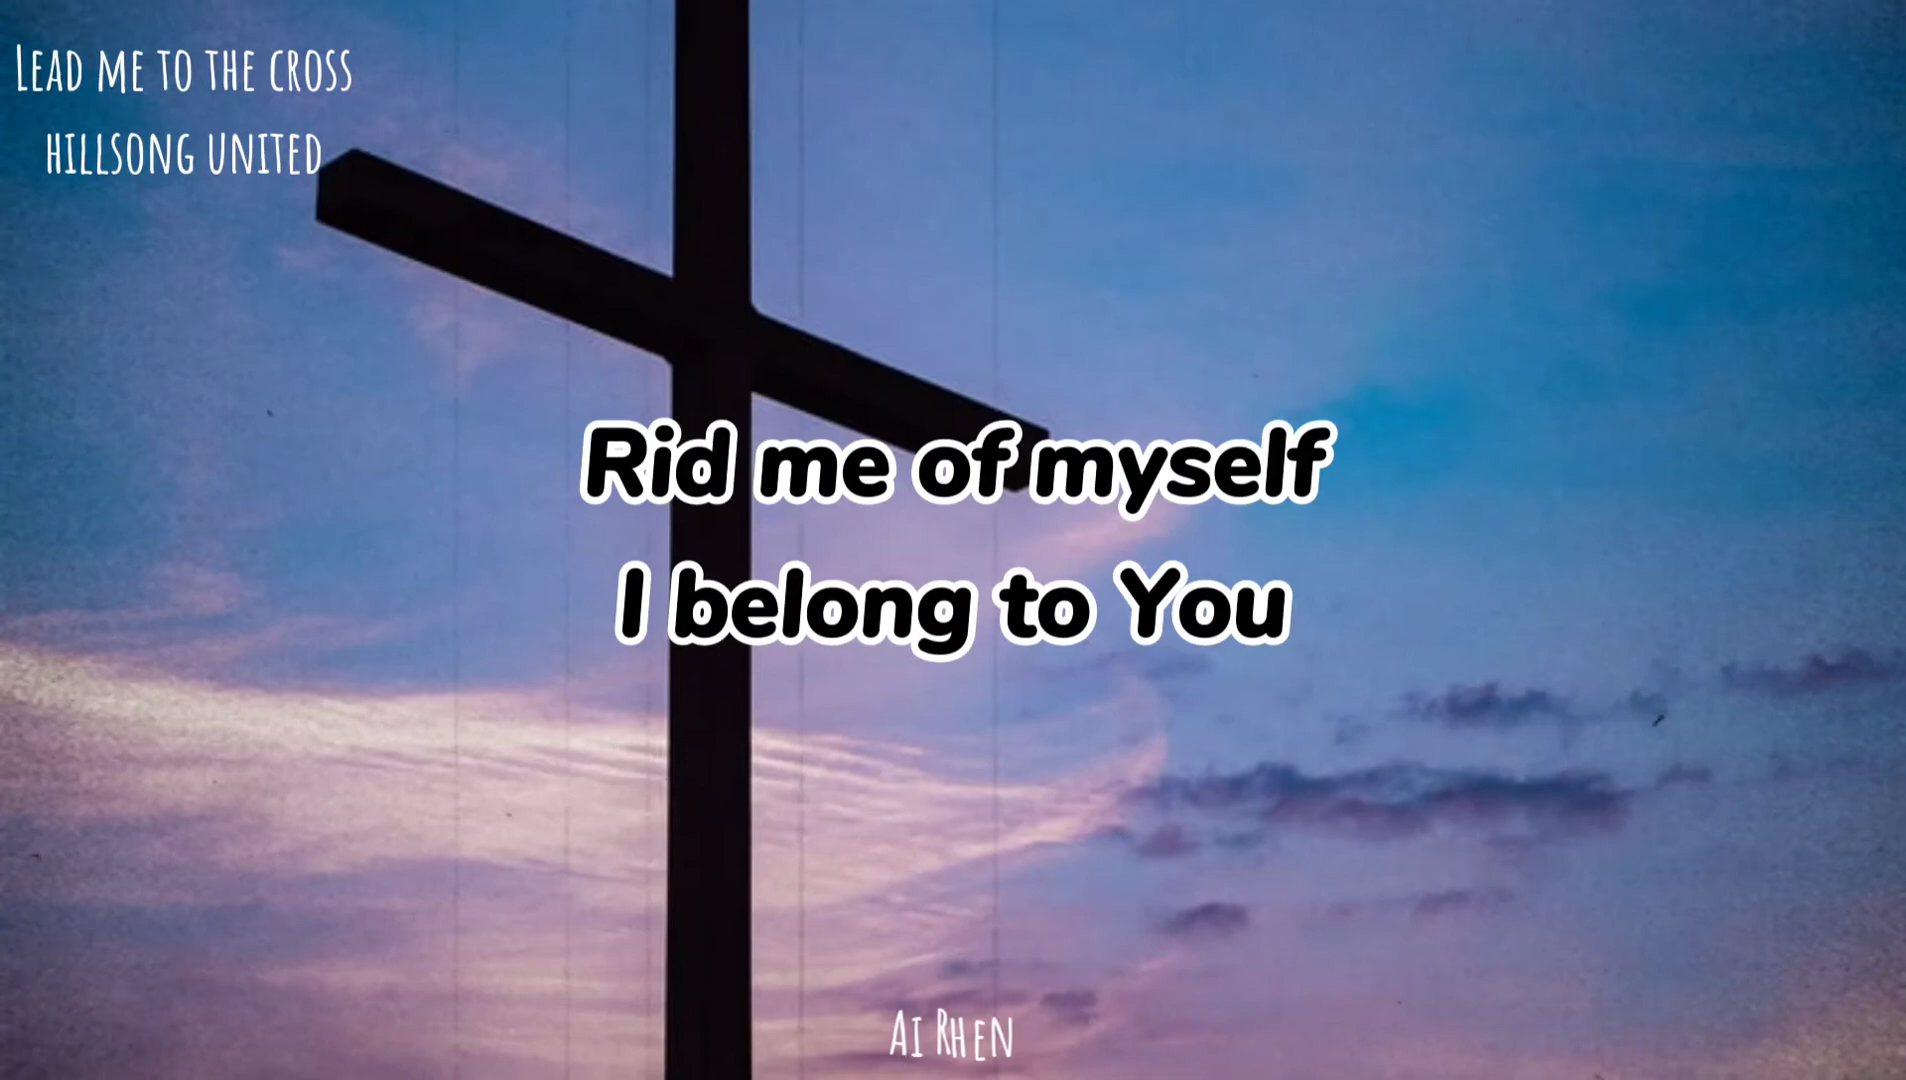 Lead me to the cross
hillsong united
Rid me of myself
I belong to You
Ai Rhen